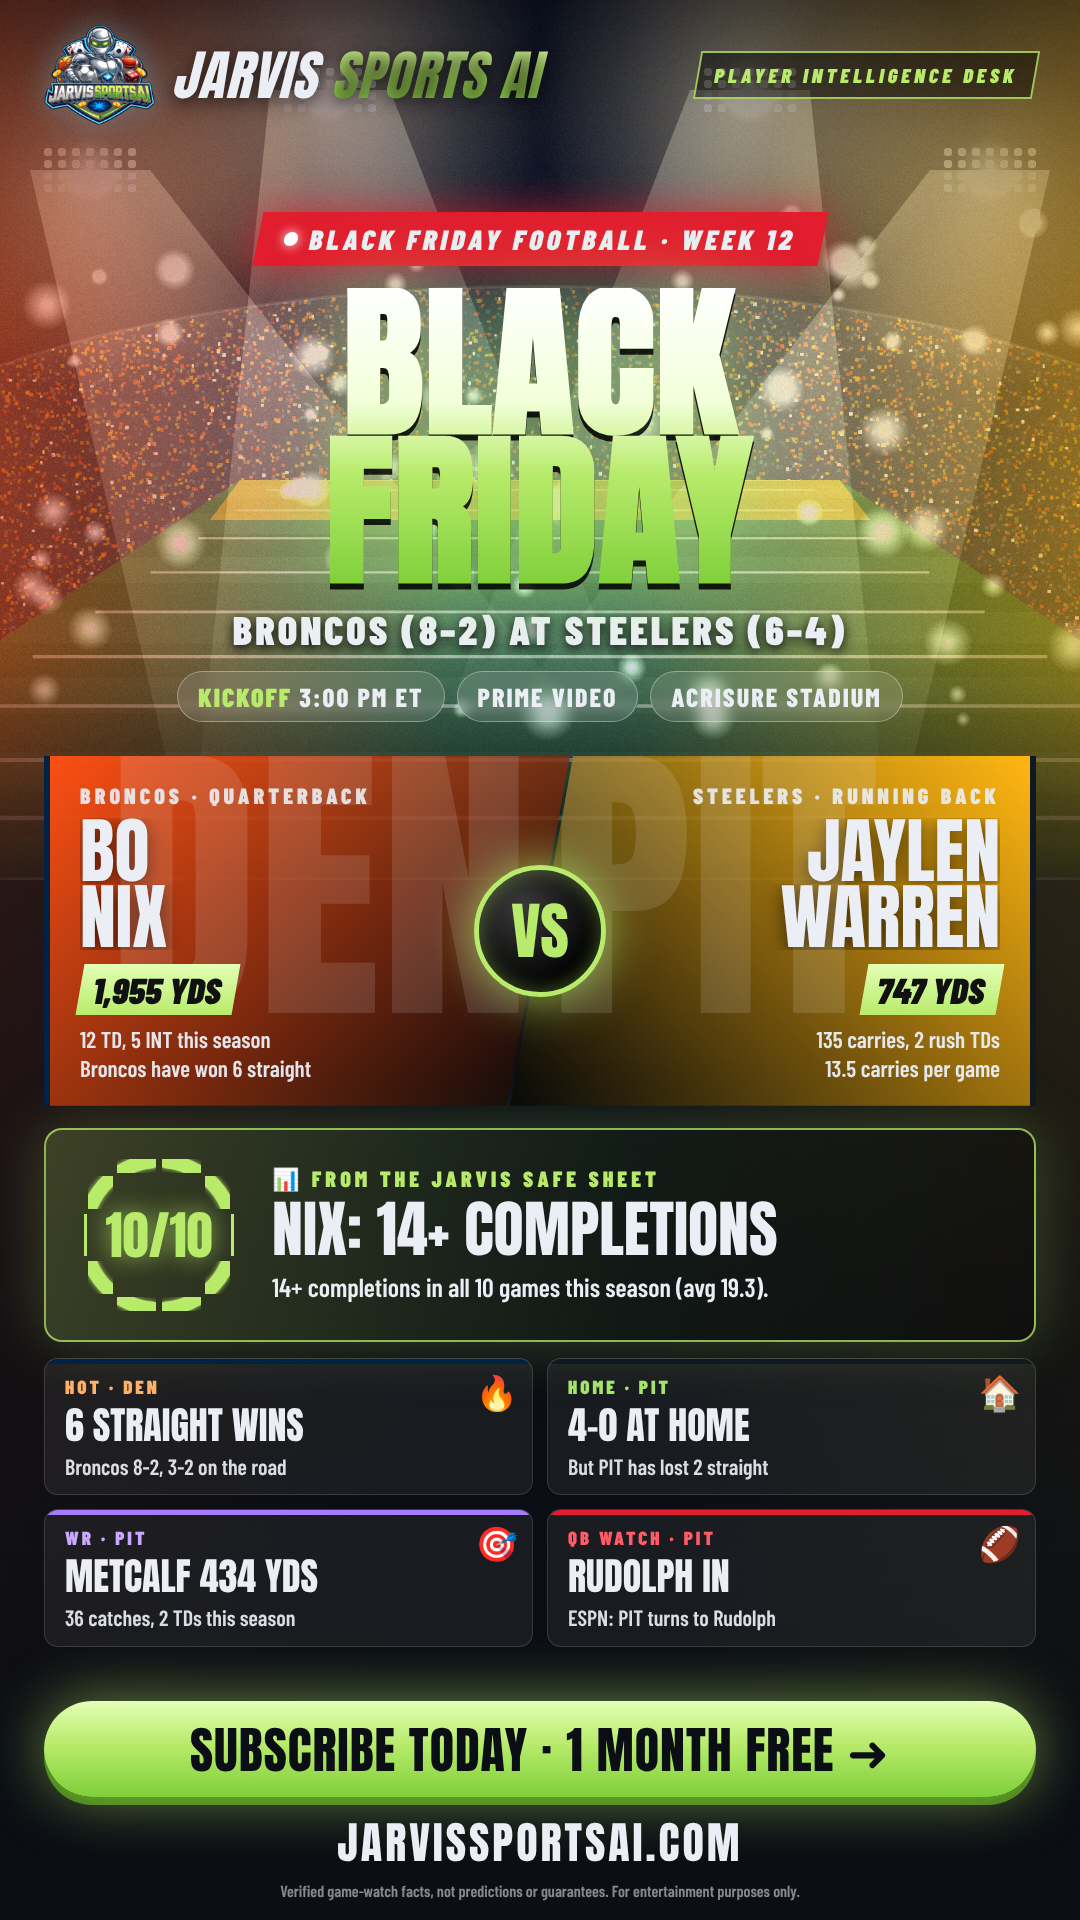 JARVISSPORTSAI
JARVIS SPORTS AI
PLAYER INTELLIGENCE DESK
BLACK FRIDAY FOOTBALL · WEEK 12
BLACK
FRIDAY
BRONCOS (8-2) AT STEELERS (6-4)
KICKOFF 3:00 PM ET
PRIME VIDEO
ACRISURE STADIUM
DEN
PIT
BRONCOS · QUARTERBACK
BO
NIX
1,955 YDS
12 TD, 5 INT this season
Broncos have won 6 straight
VS
STEELERS · RUNNING BACK
JAYLEN
WARREN
747 YDS
135 carries, 2 rush TDs
13.5 carries per game
10/10
FROM THE JARVIS SAFE SHEET
NIX: 14+ COMPLETIONS
14+ completions in all 10 games this season (avg 19.3).
HOT · DEN
6 STRAIGHT WINS
Broncos 8-2, 3-2 on the road
HOME · PIT
4-0 AT HOME
But PIT has lost 2 straight
WR · PIT
METCALF 434 YDS
36 catches, 2 TDs this season
QB WATCH · PIT
RUDOLPH IN
ESPN: PIT turns to Rudolph
SUBSCRIBE TODAY · 1 MONTH FREE →
JARVISSPORTSAI.COM
Verified game-watch facts, not predictions or guarantees. For entertainment purposes only.